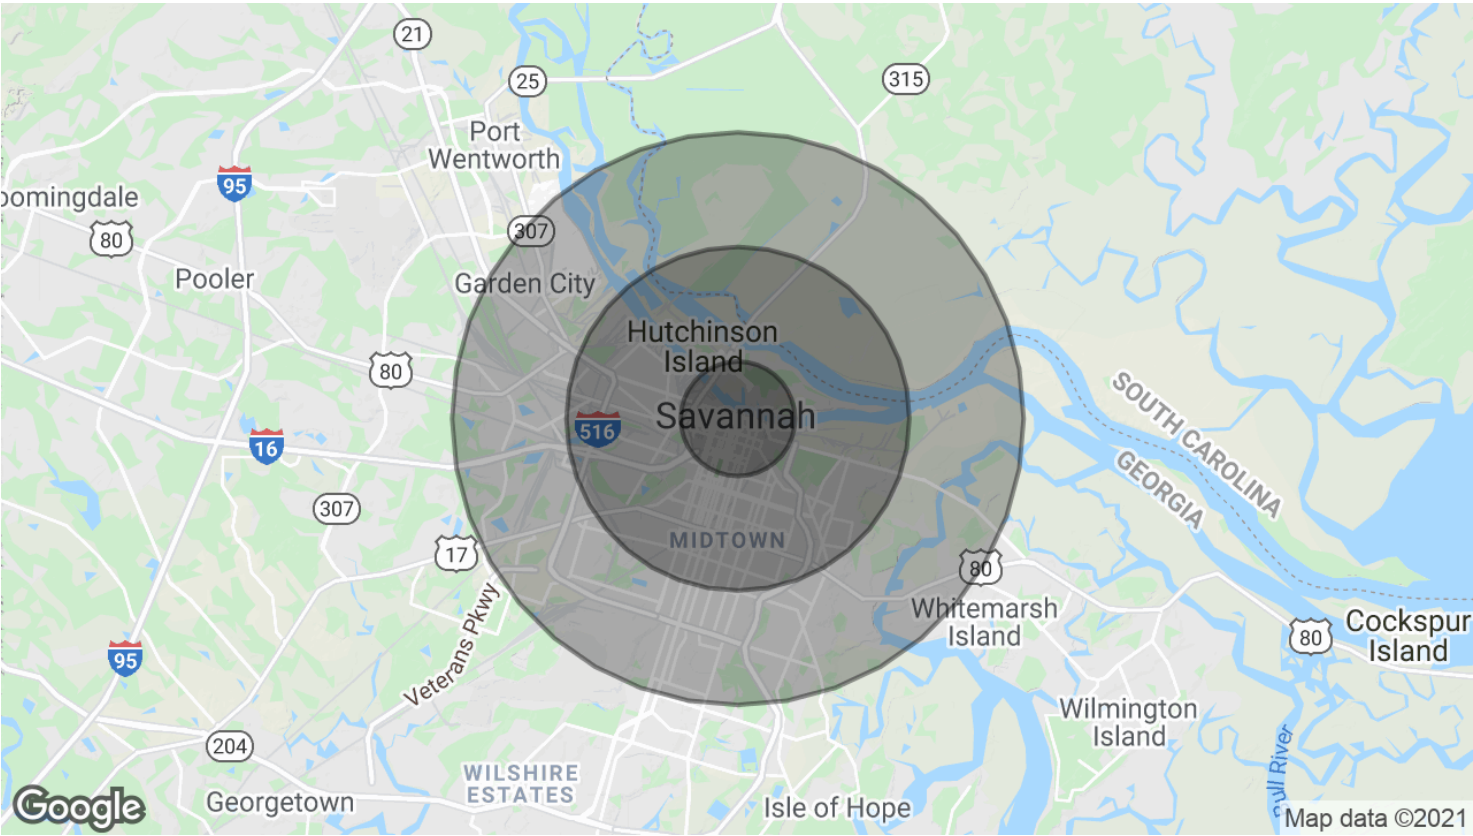 21
25
315
Port
Wentworth
95
oomingdale
80
307
Pooler
Garden City
Hutchinson
Island
80
SOUTH CAROLINA
Savannah
516
16
GEORGIA
307
MIDTOWN
17
80
Veterans Pkwy
Whitemarsh
Island
80
Cockspur
Island
95
Wilmington
Island
204
Bull River
WILSHIRE
ESTATES
Google
Georgetown
Isle of Hope
Map data ©2021